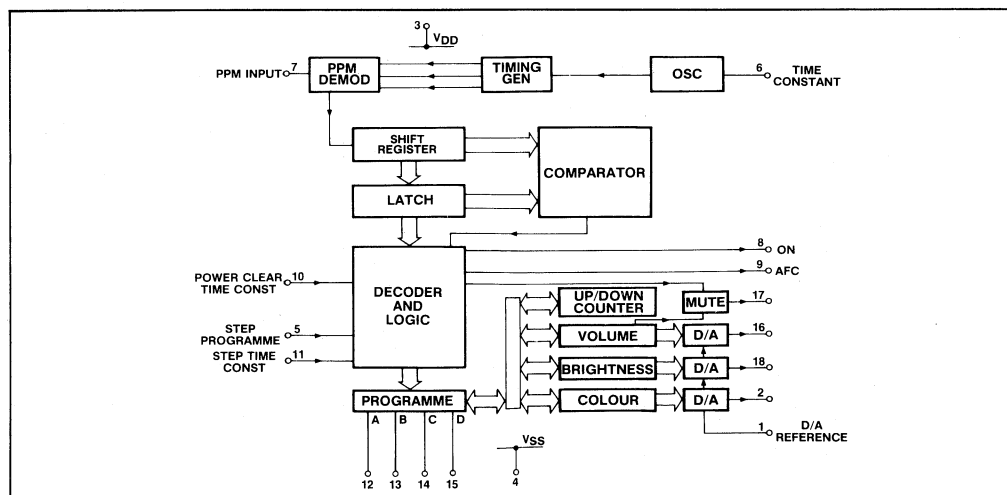 3
VDD
PPM INPUT
7
PPM
DEMOD
TIMING
GEN
OSC
6
TIME
CONSTANT
SHIFT
REGISTER
COMPARATOR
LATCH
8
ON
9
AFC
POWER CLEAR
TIME CONST
10
DECODER
AND
LOGIC
UP/DOWN
COUNTER
MUTE
17
STEP
PROGRAMME
5
VOLUME
D/A
16
STEP TIME
CONST
11
BRIGHTNESS
D/A
18
PROGRAMME
COLOUR
D/A
2
A
B
C
D
1
D/A
REFERENCE
VSS
12
13
14
15
4